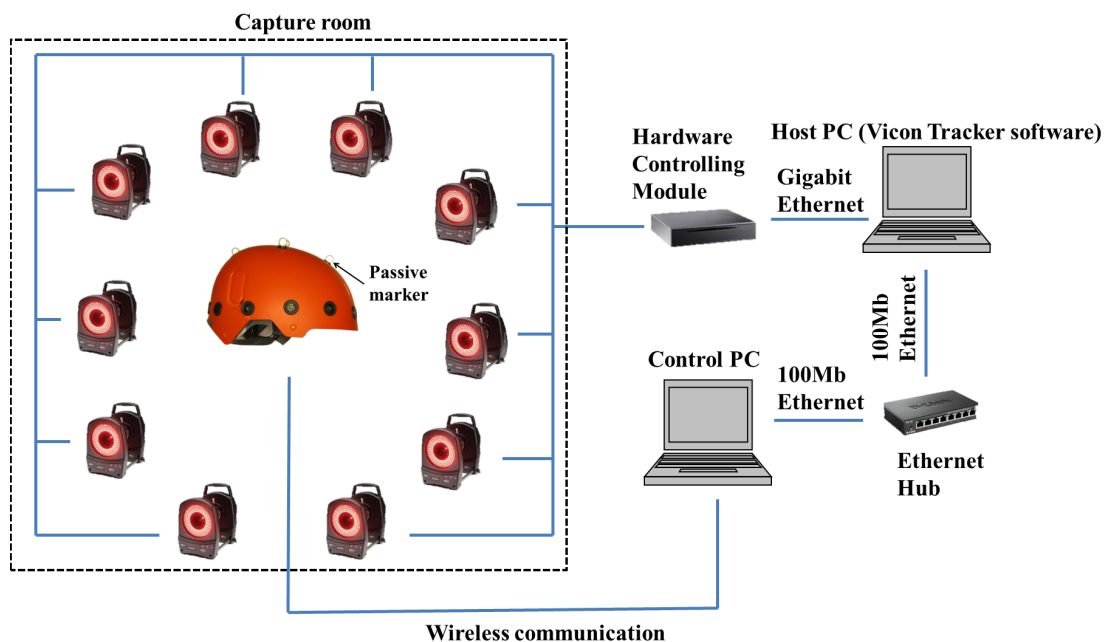 Capture room
Hardware
Controlling
Module
Host PC (Vicon Tracker software)
Gigabit
Ethernet
Passive
marker
100Mb
Ethernet
Control PC
100Mb
Ethernet
D-Link
Ethernet
Hub
Wireless communication